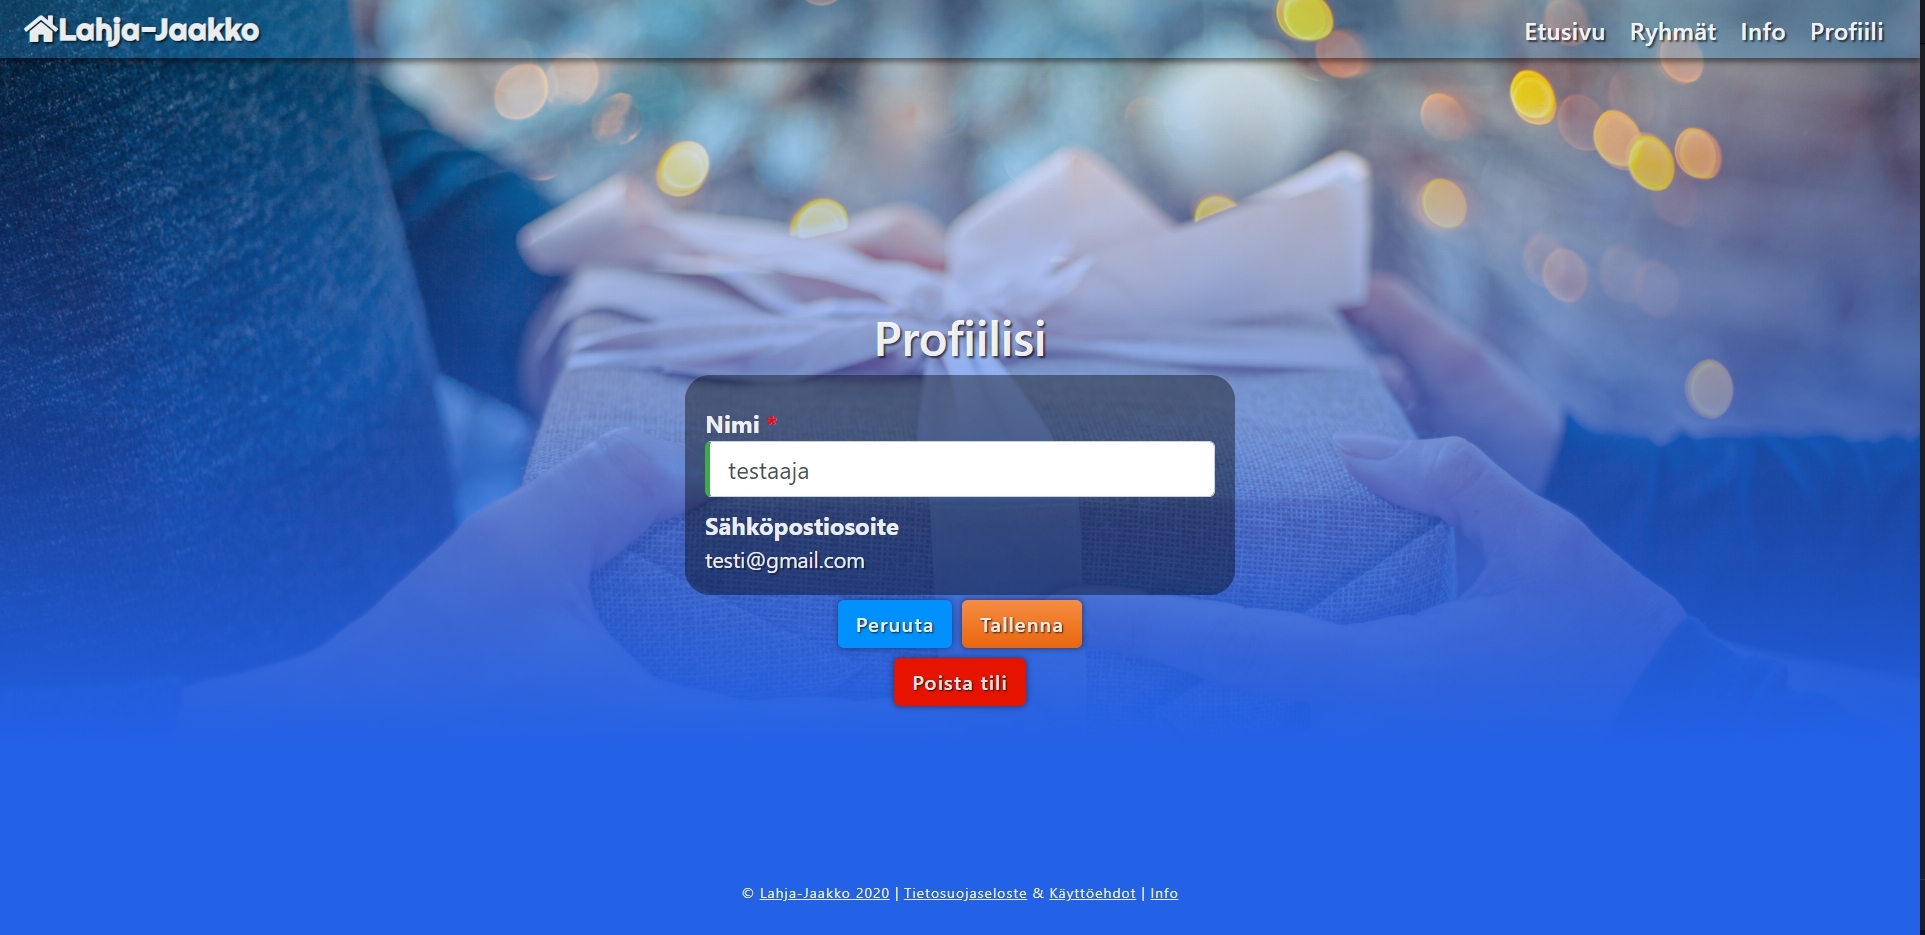 Lahja-Jaakko
Etusivu Ryhmät Info Profiili
Profiilisi
Nimi *
testaaja
Sähköpostiosoite
testi@gmail.com
Peruuta Tallenna
Poista tili
© Lahja-Jaakko 2020 | Tietosuojaseloste & Käyttöehdot | Info